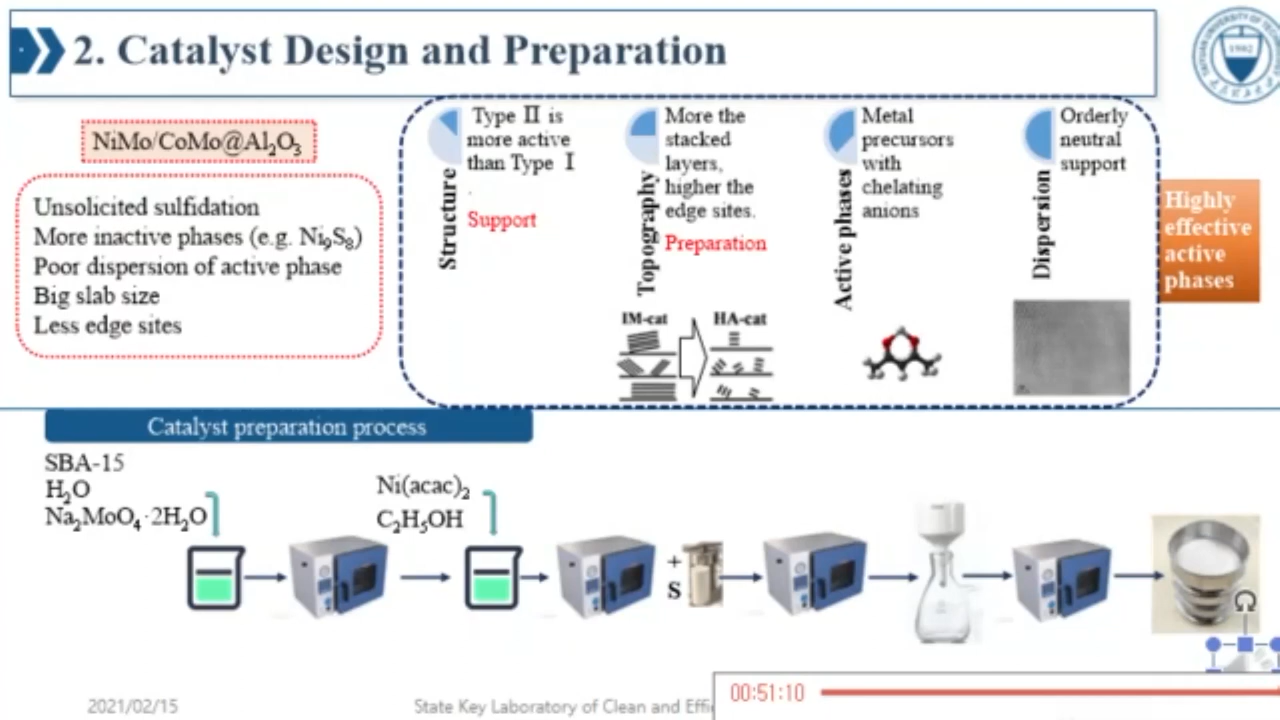 2. Catalyst Design and Preparation
NiMo/CoMo@Al₂O₃
Unsolicited sulfidation
More inactive phases (e.g. Ni₉S₈)
Poor dispersion of active phase
Big slab size
Less edge sites
Structure
Type Ⅱ is
more active
than Type Ⅰ
.
Support
Topography
More the
stacked
layers,
higher the
edge sites.
Preparation
IM-cat
HA-cat
Active phases
Metal
precursors
with
chelating
anions
Dispersion
Orderly
neutral
support
Highly
effective
active
phases
Catalyst preparation process
SBA-15
H₂O
Na₂MoO₄·2H₂O
Ni(acac)₂
C₂H₅OH
+
S
2021/02/15
State Key Laboratory of Clean and
00:51:10